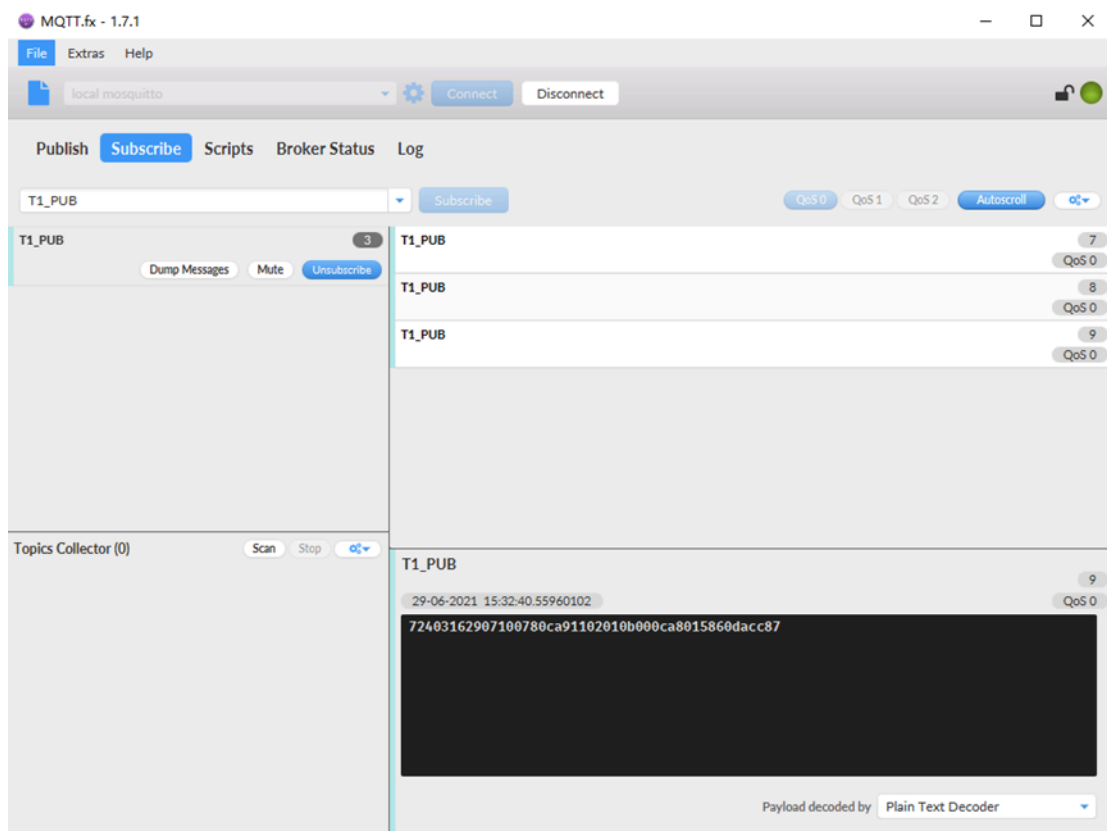 MQTT.fx - 1.7.1
File Extras Help
local mosquitto Connect Disconnect
Publish Subscribe Scripts Broker Status Log
T1_PUB Subscribe QoS 0 QoS 1 QoS 2 Autoscroll
T1_PUB 3
Dump Messages Mute Unsubscribe
T1_PUB 7
QoS 0
T1_PUB 8
QoS 0
T1_PUB 9
QoS 0
Topics Collector (0) Scan Stop
T1_PUB 9
29-06-2021 15:32:40.55960102 QoS 0
72403162907100780ca91102010b000ca8015860dacc87
Payload decoded by Plain Text Decoder